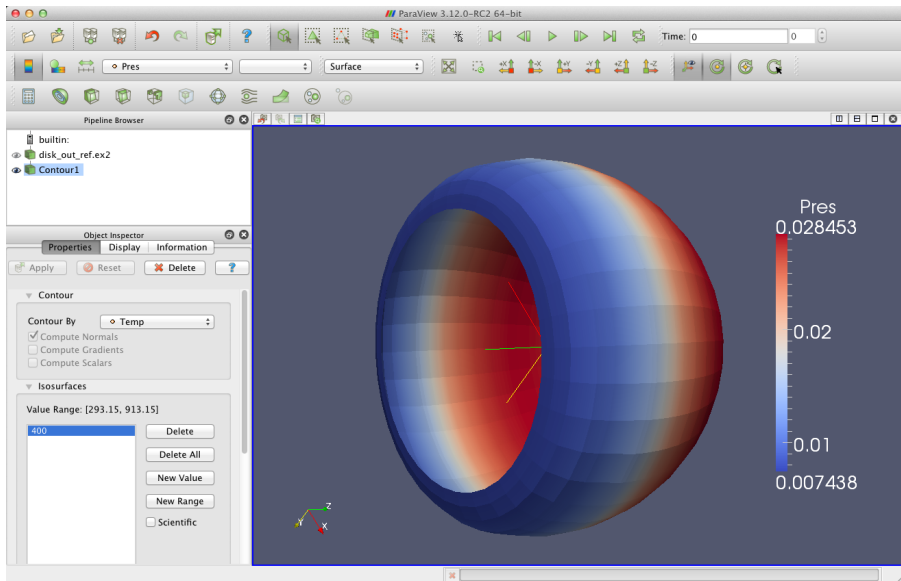 ParaView 3.12.0-RC2 64-bit
Time: 0 0
Pres Surface
+X -X +Y -Y +Z -Z
Pipeline Browser
builtin:
disk_out_ref.ex2
Contour1
Object Inspector
Properties Display Information
Apply Reset Delete ?
Contour
Contour By Temp
Compute Normals
Compute Gradients
Compute Scalars
Isosurfaces
Value Range: [293.15, 913.15]
400
Delete
Delete All
New Value
New Range
Scientific
Pres
0.028453
0.02
0.01
0.007438
Z
Y
X